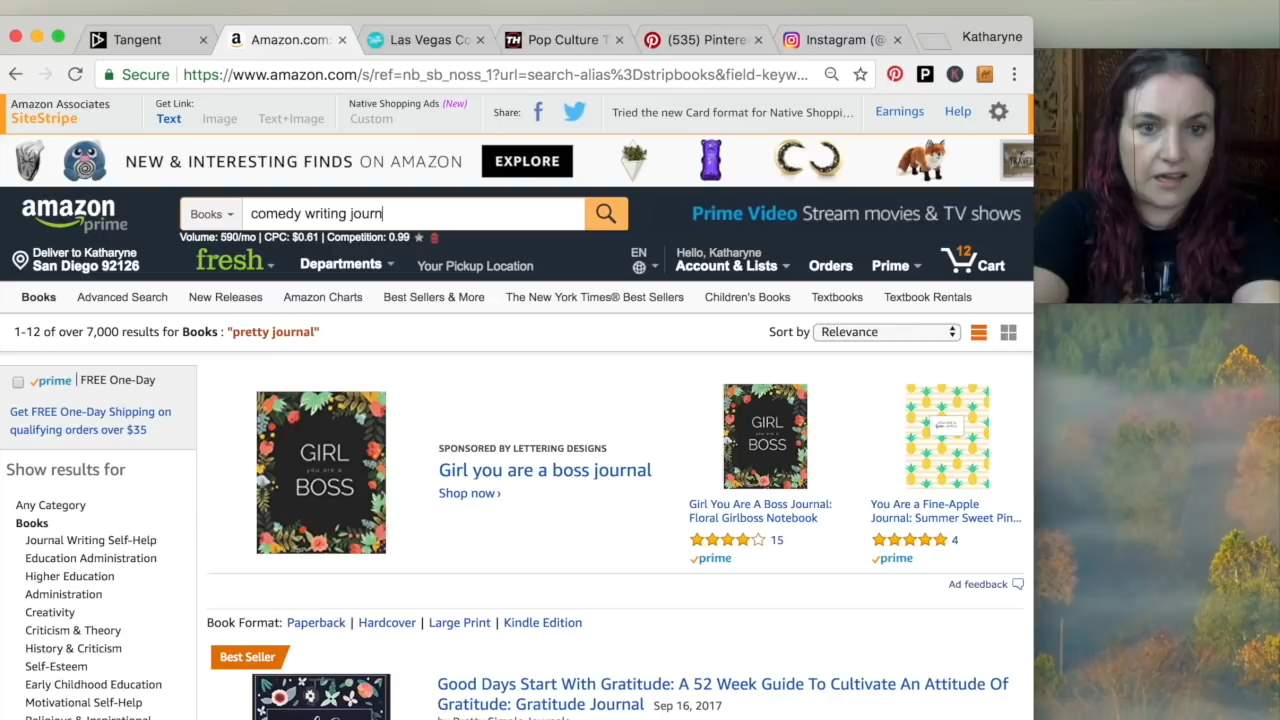 Tangent
Amazon.com:
Las Vegas Co
Pop Culture T
(535) Pintere
Instagram (@
Katharyne
Secure
https://www.amazon.com/s/ref=nb_sb_noss_1?url=search-alias%3Dstripbooks&field-keyw...
Amazon Associates
SiteStripe
Get Link:
Text
Image
Text+Image
Native Shopping Ads (New)
Custom
Share:
Tried the new Card format for Native Shoppi...
Earnings
Help
NEW & INTERESTING FINDS ON AMAZON
EXPLORE
amazon
prime
Books
comedy writing journ
Volume: 590/mo | CPC: $0.61 | Competition: 0.99
Prime Video Stream movies & TV shows
Deliver to Katharyne
San Diego 92126
fresh
Departments
Your Pickup Location
EN
Hello, Katharyne
Account & Lists
Orders
Prime
12
Cart
Books
Advanced Search
New Releases
Amazon Charts
Best Sellers & More
The New York Times® Best Sellers
Children's Books
Textbooks
Textbook Rentals
1-12 of over 7,000 results for Books : "pretty journal"
Sort by
Relevance
prime | FREE One-Day
Get FREE One-Day Shipping on
qualifying orders over $35
Show results for
Any Category
Books
Journal Writing Self-Help
Education Administration
Higher Education
Administration
Creativity
Criticism & Theory
History & Criticism
Self-Esteem
Early Childhood Education
Motivational Self-Help
Religious & Inspirational
GIRL
you are a
BOSS
SPONSORED BY LETTERING DESIGNS
Girl you are a boss journal
Shop now ›
GIRL
you are a
BOSS
Girl You Are A Boss Journal:
Floral Girlboss Notebook
15
prime
You Are a Fine-Apple
Journal: Summer Sweet Pin...
4
prime
Ad feedback
Book Format: Paperback | Hardcover | Large Print | Kindle Edition
Best Seller
Good Days Start With Gratitude: A 52 Week Guide To Cultivate An Attitude Of
Gratitude: Gratitude Journal Sep 16, 2017
by Pretty Simple Journals